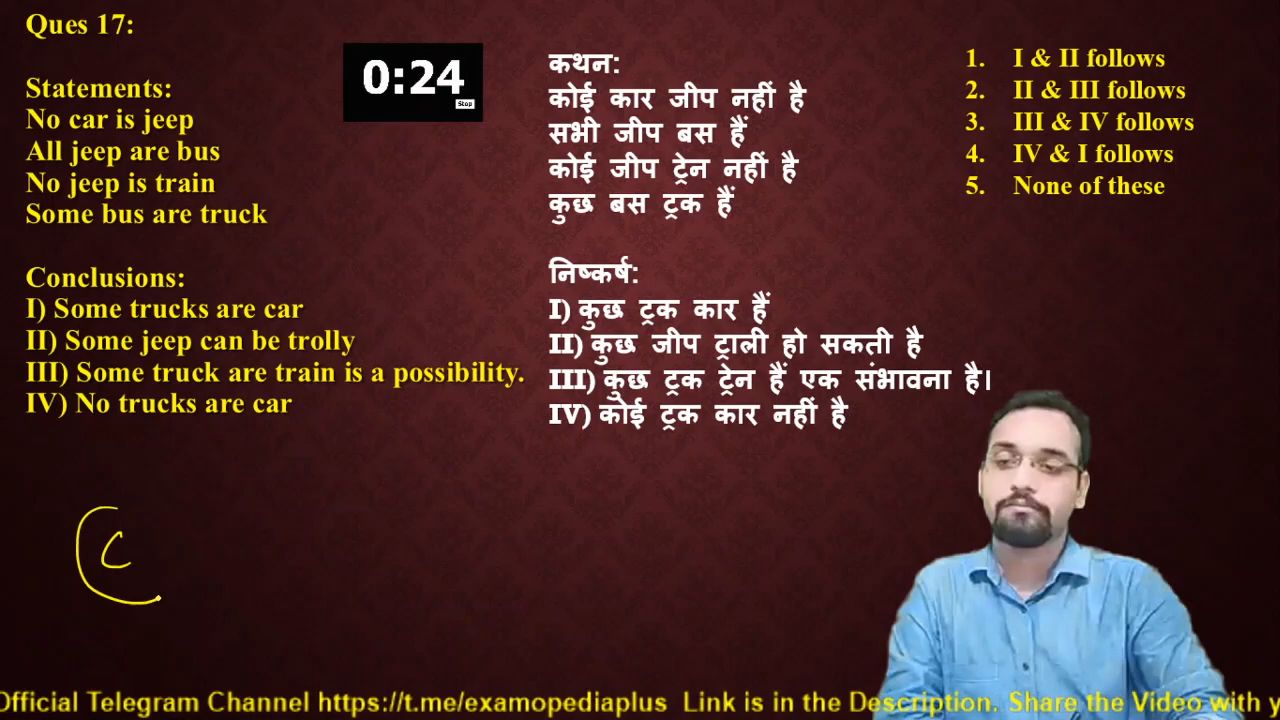 Ques 17:
Statements:
No car is jeep
All jeep are bus
No jeep is train
Some bus are truck
Conclusions:
I) Some trucks are car
II) Some jeep can be trolly
III) Some truck are train is a possibility.
IV) No trucks are car
0:24
Stop
कथन:
कोई कार जीप नहीं है
सभी जीप बस हैं
कोई जीप ट्रेन नहीं है
कुछ बस ट्रक हैं
निष्कर्ष:
I) कुछ ट्रक कार हैं
II) कुछ जीप ट्राली हो सकती है
III) कुछ ट्रक ट्रेन हैं एक संभावना है।
IV) कोई ट्रक कार नहीं है
1. I & II follows
2. II & III follows
3. III & IV follows
4. IV & I follows
5. None of these
C
Official Telegram Channel https://t.me/examopediaplus Link is in the Description. Share the Video with y